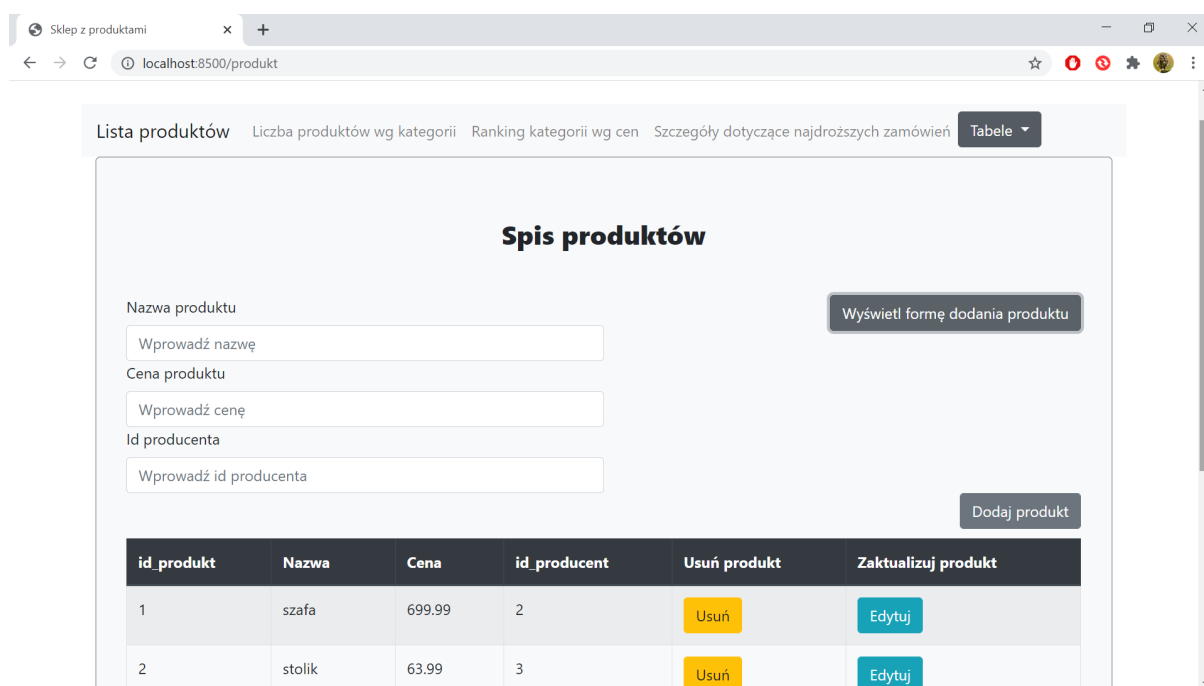 Sklep z produktami
localhost:8500/produkt
Lista produktów Liczba produktów wg kategorii Ranking kategorii wg cen Szczegóły dotyczące najdroższych zamówień Tabele
Spis produktów
Nazwa produktu
Wyświetl formę dodania produktu
Wprowadź nazwę
Cena produktu
Wprowadź cenę
Id producenta
Wprowadź id producenta
Dodaj produkt
id_produkt Nazwa Cena id_producent Usuń produkt Zaktualizuj produkt
1 szafa 699.99 2 Usuń Edytuj
2 stolik 63.99 3 Usuń Edytuj